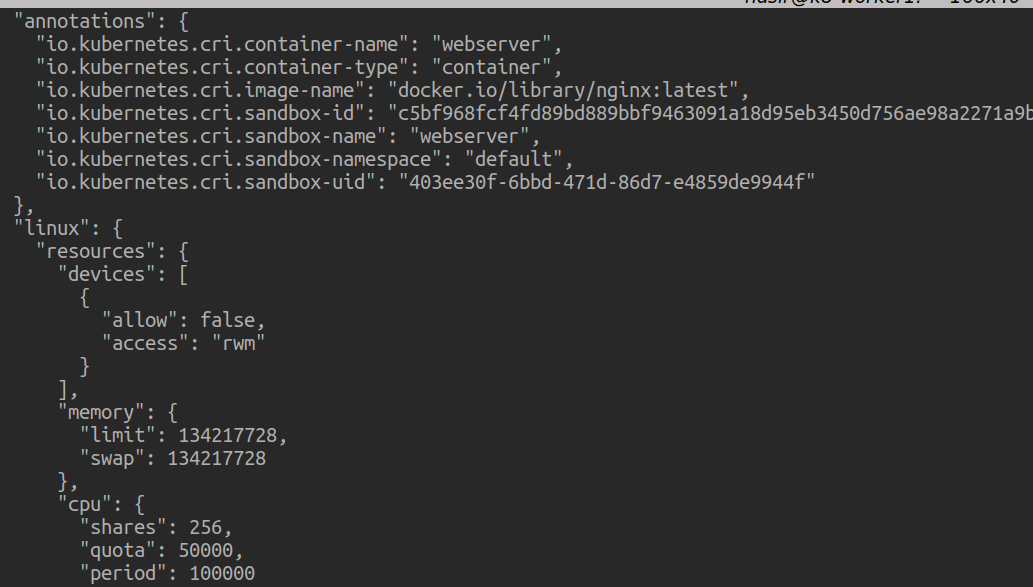 "annotations": {
"io.kubernetes.cri.container-name": "webserver",
"io.kubernetes.cri.container-type": "container",
"io.kubernetes.cri.image-name": "docker.io/library/nginx:latest",
"io.kubernetes.cri.sandbox-id": "c5bf968fcf4fd89bd889bbf9463091a18d95eb3450d756ae98a2271a9b
"io.kubernetes.cri.sandbox-name": "webserver",
"io.kubernetes.cri.sandbox-namespace": "default",
"io.kubernetes.cri.sandbox-uid": "403ee30f-6bbd-471d-86d7-e4859de9944f"
},
"linux": {
"resources": {
"devices": [
{
"allow": false,
"access": "rwm"
}
],
"memory": {
"limit": 134217728,
"swap": 134217728
},
"cpu": {
"shares": 256,
"quota": 50000,
"period": 100000